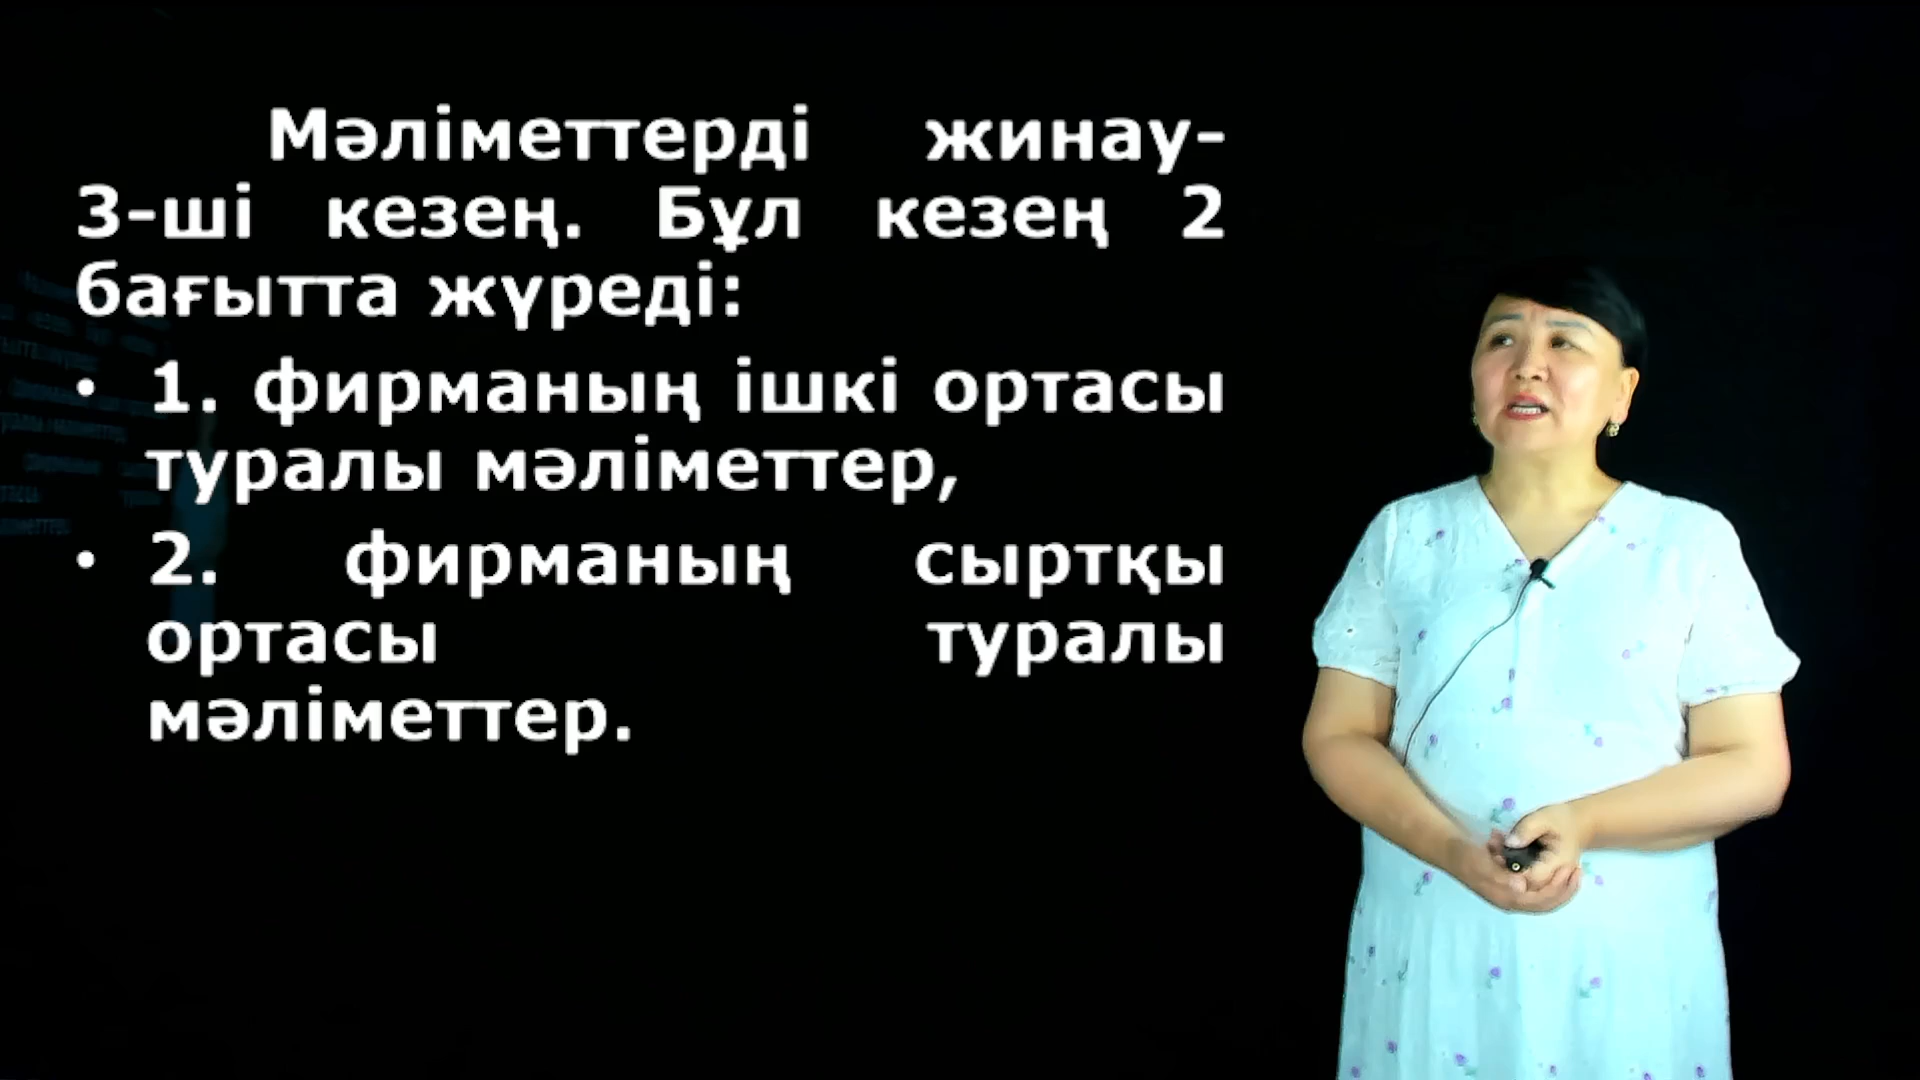 Мәліметтерді жинау-
3-ші кезең. Бұл кезең 2
бағытта жүреді:
• 1. фирманың ішкі ортасы
туралы мәліметтер,
• 2. фирманың сыртқы
ортасы туралы
мәліметтер.